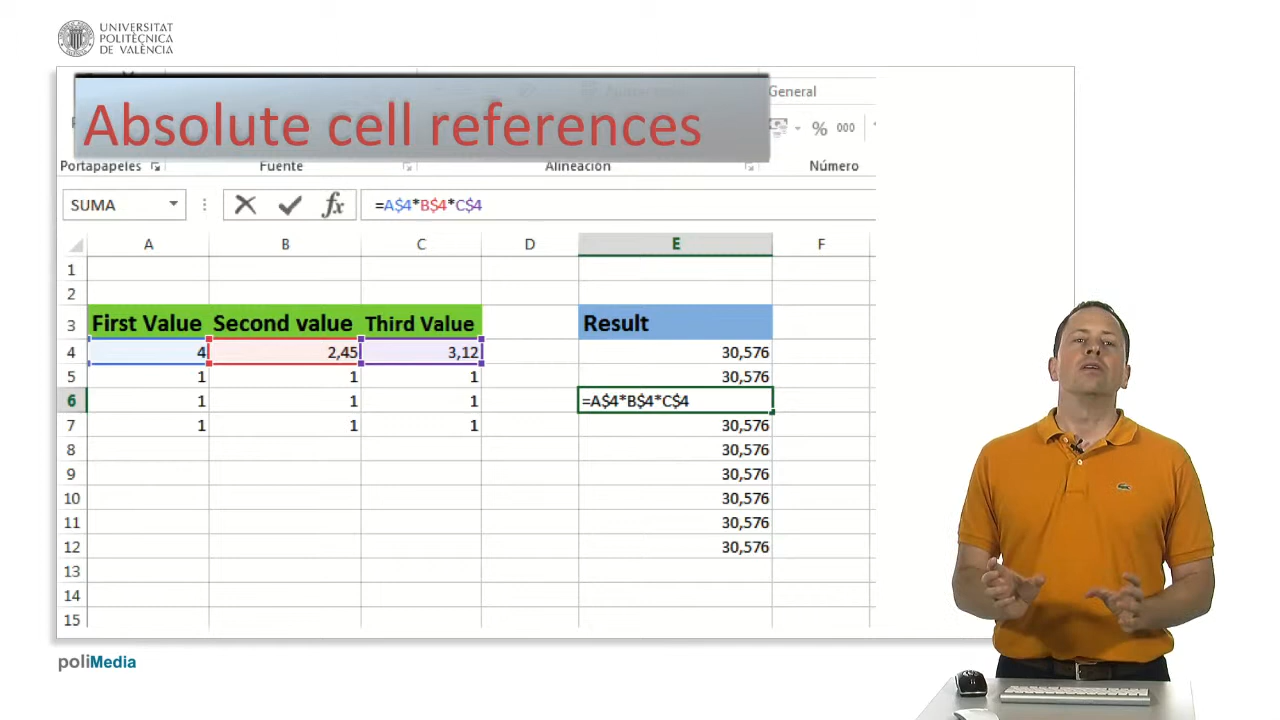 UNIVERSITAT
POLITÈCNICA
DE VALÈNCIA
Absolute cell references
General
% 000
Portapapeles Fuente Alineación Número
SUMA fx =A$4*B$4*C$4
A B C D E F
1
2
3 First Value Second value Third Value Result
4 4 2,45 3,12 30,576
5 1 1 1 30,576
6 1 1 1 =A$4*B$4*C$4
7 1 1 1 30,576
8 30,576
9 30,576
10 30,576
11 30,576
12 30,576
13
14
15
poliMedia